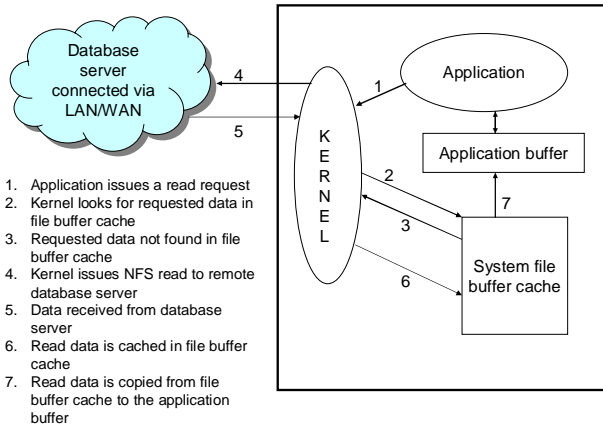 Database
server
connected via
LAN/WAN
4
5
1
Application
K
E
R
N
E
L
Application buffer
2
3
7
6
System file
buffer cache
1. Application issues a read request
2. Kernel looks for requested data in
file buffer cache
3. Requested data not found in file
buffer cache
4. Kernel issues NFS read to remote
database server
5. Data received from database
server
6. Read data is cached in file buffer
cache
7. Read data is copied from file
buffer cache to the application
buffer